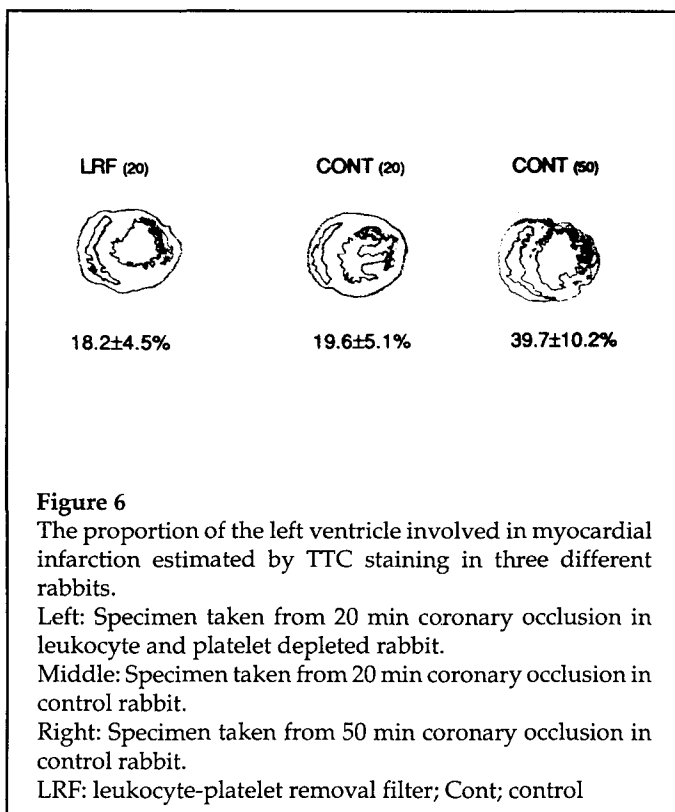 LRF (20) CONT (20) CONT (50)
18.2±4.5% 19.6±5.1% 39.7±10.2%
Figure 6
The proportion of the left ventricle involved in myocardial
infarction estimated by TTC staining in three different
rabbits.
Left: Specimen taken from 20 min coronary occlusion in
leukocyte and platelet depleted rabbit.
Middle: Specimen taken from 20 min coronary occlusion in
control rabbit.
Right: Specimen taken from 50 min coronary occlusion in
control rabbit.
LRF: leukocyte-platelet removal filter; Cont; control